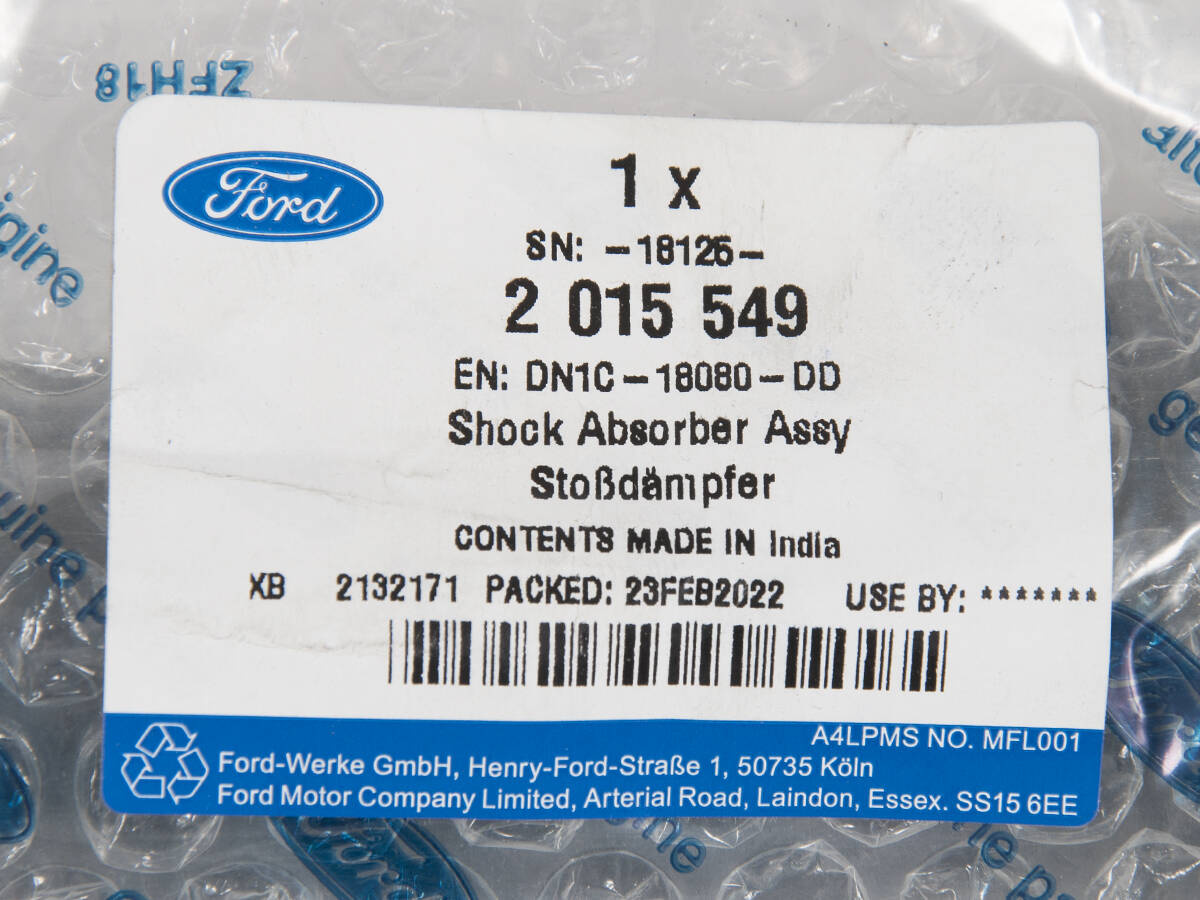 ZFH18
Ford
1 x
SN: -18125-
2 015 549
EN: DN1C-18080-DD
Shock Absorber Assy
Stoßdämpfer
CONTENTS MADE IN India
XB 2132171 PACKED: 23FEB2022 USE BY: *******
A4LPMS NO. MFL001
Ford-Werke GmbH, Henry-Ford-Straße 1, 50735 Köln
Ford Motor Company Limited, Arterial Road, Laindon, Essex. SS15 6EE